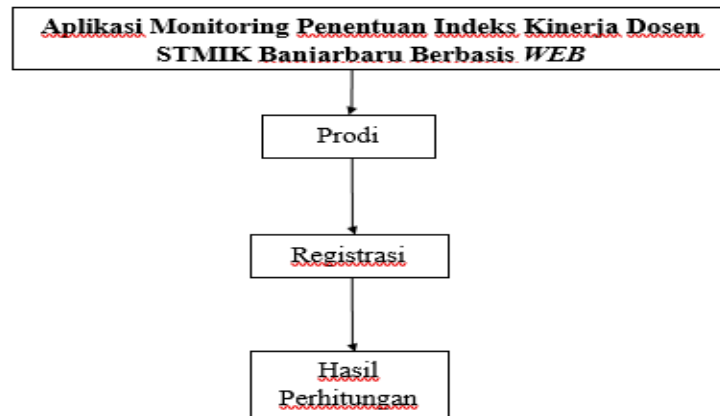 Aplikasi Monitoring Penentuan Indeks Kinerja Dosen
STMIK Banjarbaru Berbasis WEB
Prodi
Registrasi
Hasil
Perhitungan